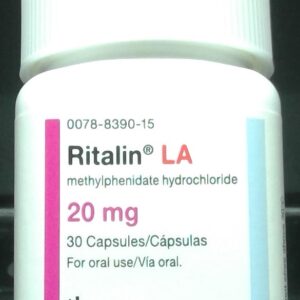 0078-8390-15
Ritalin® LA
methylphenidate hydrochloride
20 mg
30 Capsules/Cápsulas
For oral use/Vía oral.